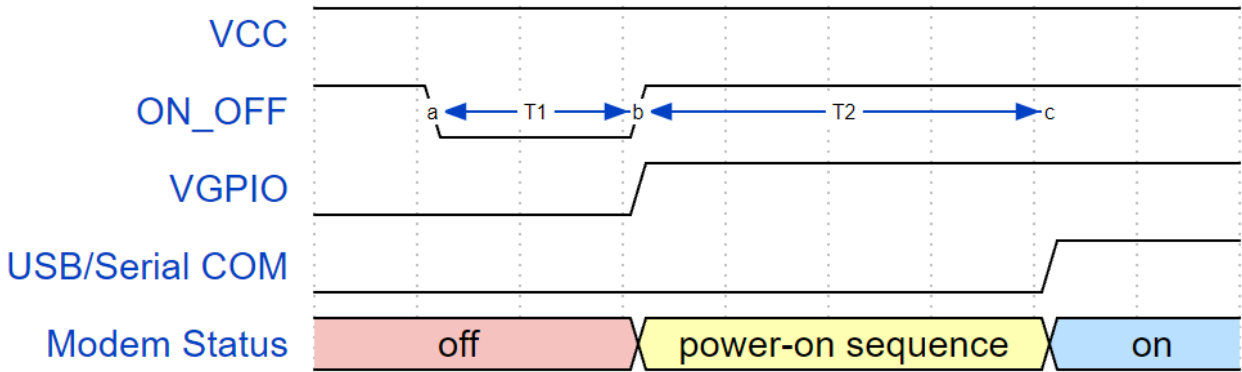 VCC
ON_OFF a T1 b T2 c
VGPIO
USB/Serial COM
Modem Status off power-on sequence on